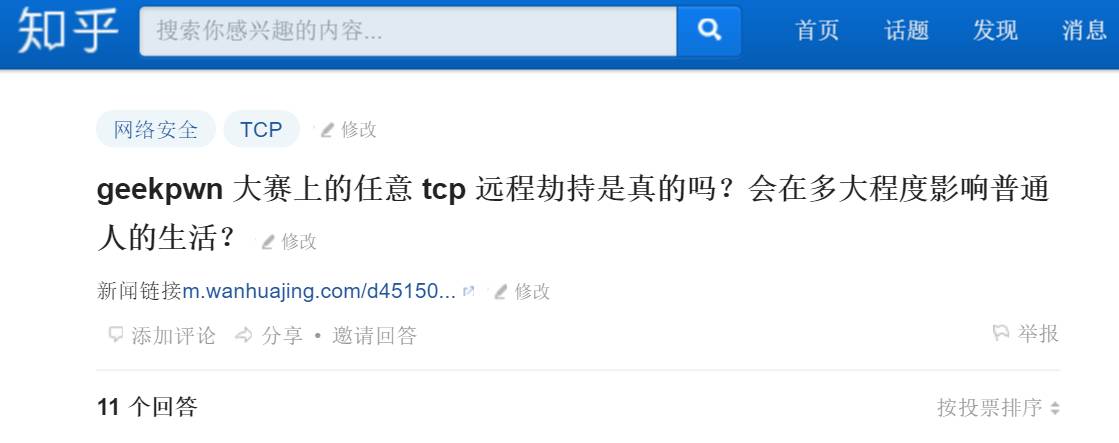 知乎 搜索你感兴趣的内容... 首页 话题 发现 消息
网络安全 TCP 修改
geekpwn 大赛上的任意 tcp 远程劫持是真的吗？会在多大程度影响普通
人的生活？ 修改
新闻链接m.wanhuajing.com/d45150... 修改
添加评论 分享 • 邀请回答 举报
11 个回答 按投票排序